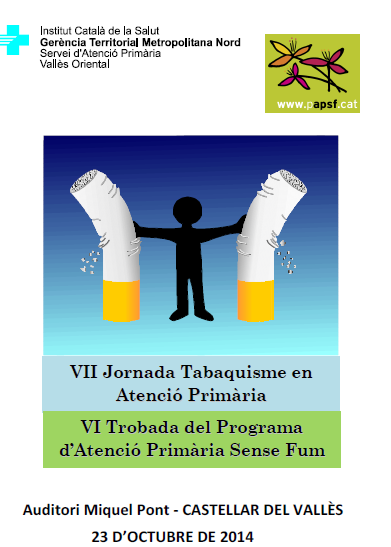 Institut Català de la Salut
Gerència Territorial Metropolitana Nord
Servei d'Atenció Primària
Vallès Oriental
www.papsf.cat
VII Jornada Tabaquisme en
Atenció Primària
VI Trobada del Programa
d'Atenció Primària Sense Fum
Auditori Miquel Pont - CASTELLAR DEL VALLÈS
23 D'OCTUBRE DE 2014